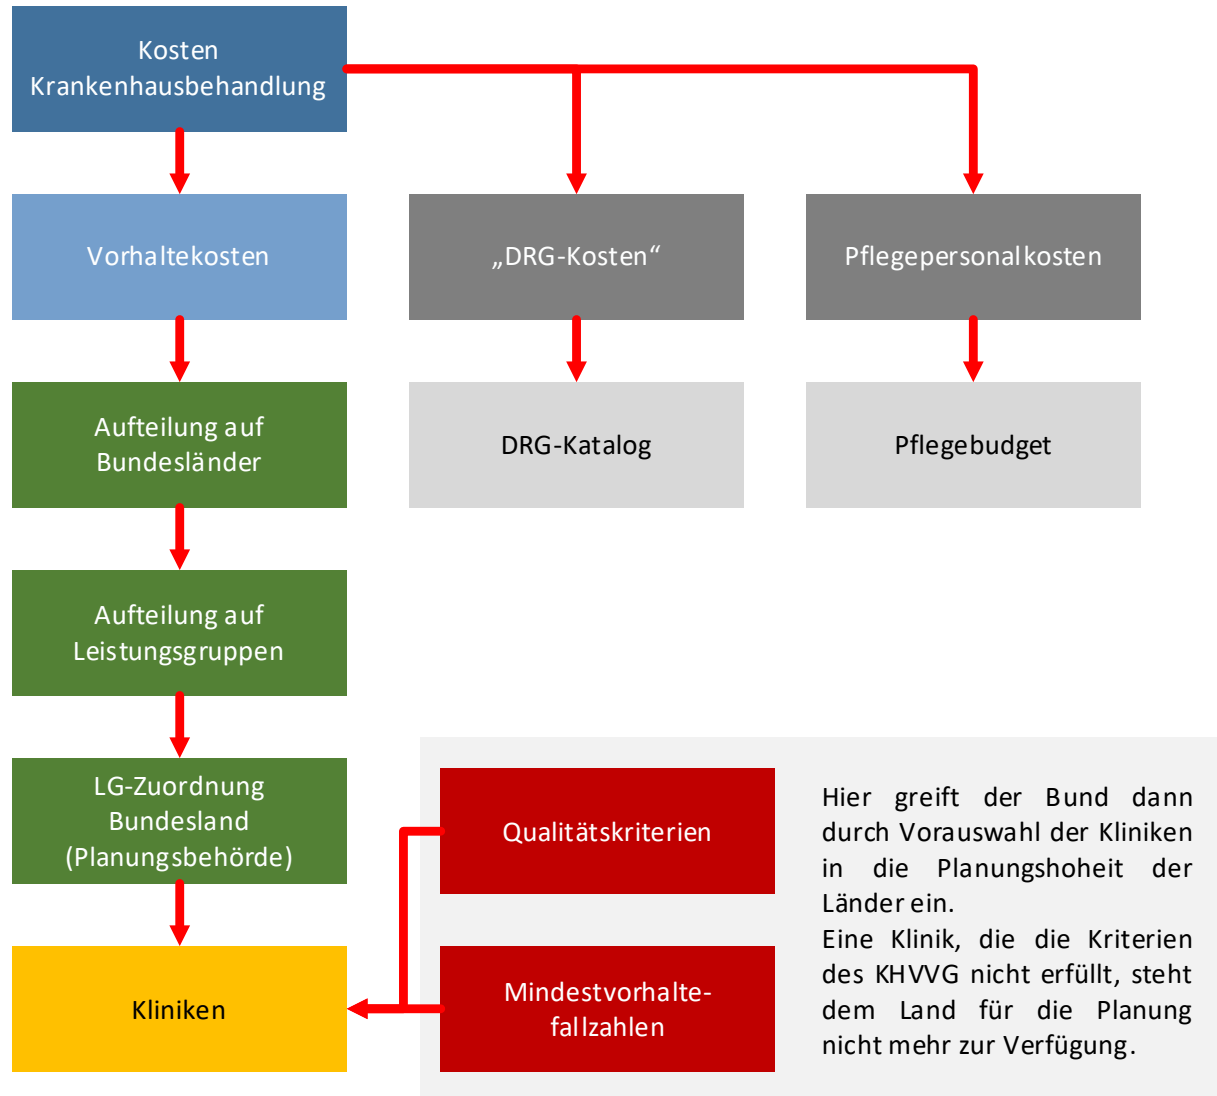 Kosten
Krankenhausbehandlung
Vorhaltekosten
„DRG-Kosten“
Pflegepersonalkosten
Aufteilung auf
Bundesländer
DRG-Katalog
Pflegebudget
Aufteilung auf
Leistungsgruppen
LG-Zuordnung
Bundesland
(Planungsbehörde)
Qualitätskriterien
Kliniken
Mindestvorhalte-
fallzahlen
Hier greift der Bund dann
durch Vorauswahl der Kliniken
in die Planungshoheit der
Länder ein.
Eine Klinik, die die Kriterien
des KHVVG nicht erfüllt, steht
dem Land für die Planung
nicht mehr zur Verfügung.